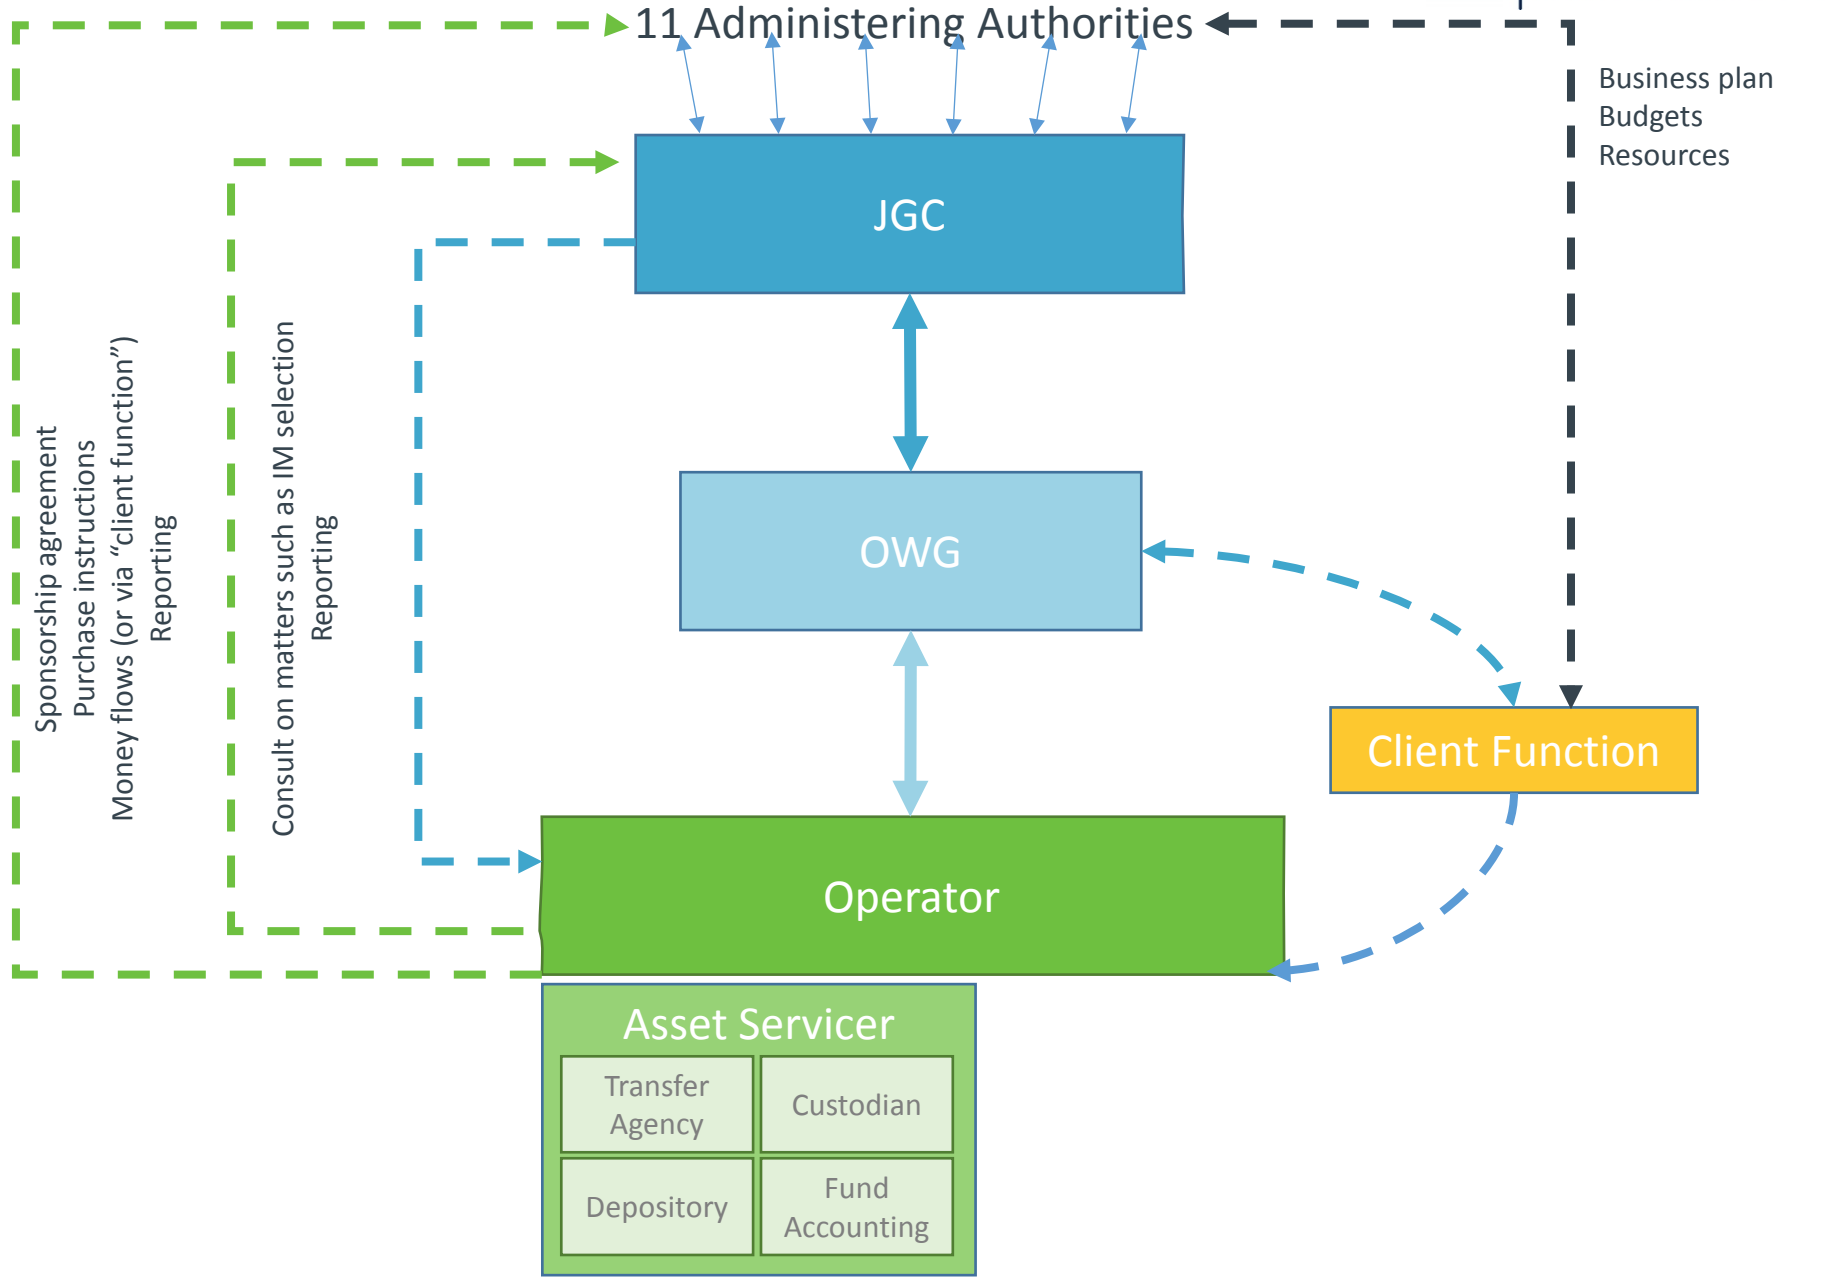 11 Administering Authorities
Business plan
Budgets
Resources
JGC
Sponsorship agreement
Purchase instructions
Money flows (or via “client function”)
Reporting
Consult on matters such as IM selection
Reporting
OWG
Client Function
Operator
Asset Servicer
Transfer
Agency
Custodian
Depository
Fund
Accounting